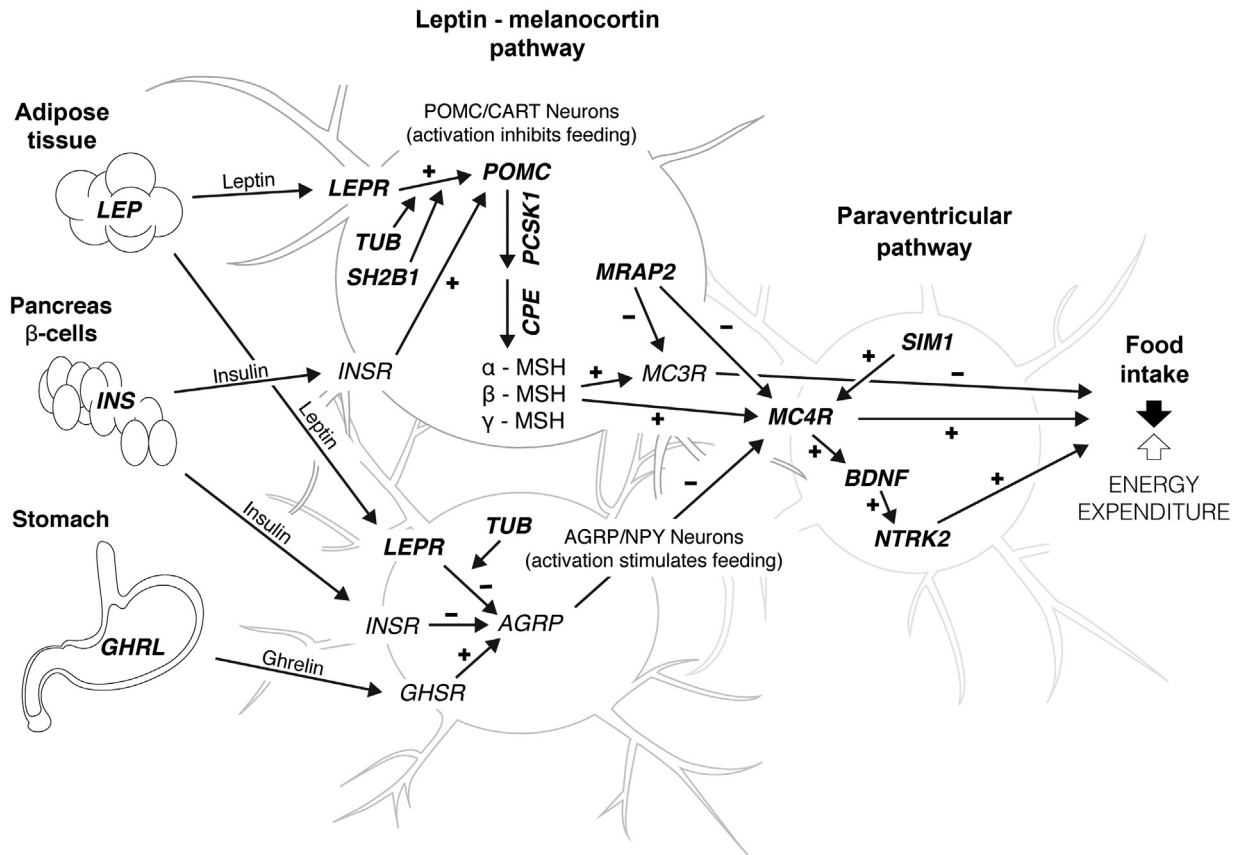 Leptin - melanocortin
pathway
Adipose
tissue
LEP
Leptin
POMC/CART Neurons
(activation inhibits feeding)
LEPR
+
POMC
TUB
SH2B1
+
PCSK1
CPE
Pancreas
β-cells
INS
Insulin
INSR
Leptin
α - MSH
β - MSH
γ - MSH
+
+
MRAP2
−
−
MC3R
Paraventricular
pathway
SIM1
+
−
MC4R
+
+
BDNF
+
NTRK2
+
Food
intake
ENERGY
EXPENDITURE
Insulin
Stomach
GHRL
Ghrelin
LEPR
TUB
−
INSR
−
AGRP
+
GHSR
AGRP/NPY Neurons
(activation stimulates feeding)
−